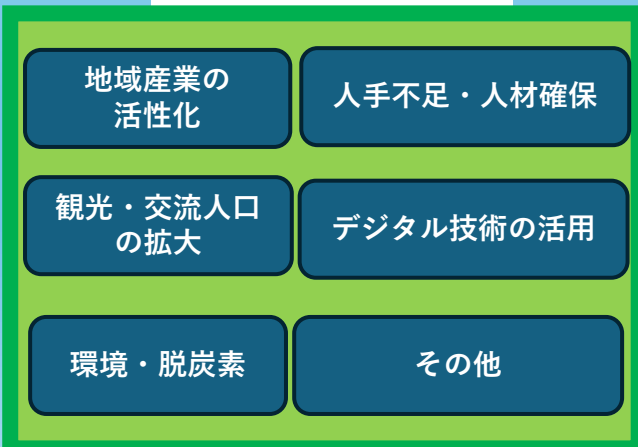 地域産業の
活性化
人手不足・人材確保
観光・交流人口
の拡大
デジタル技術の活用
環境・脱炭素
その他